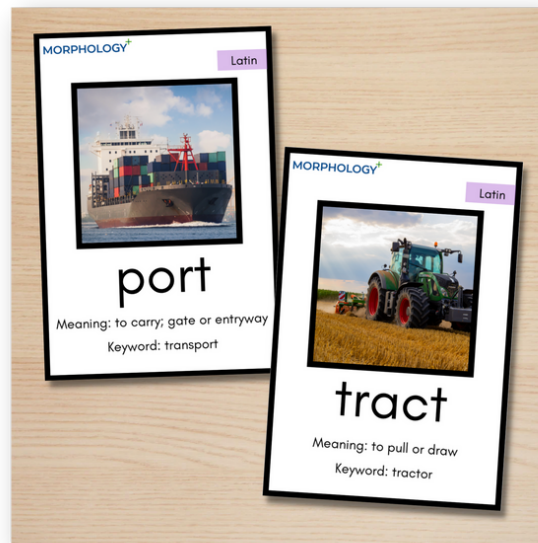 MORPHOLOGY+
Latin
port
Meaning: to carry; gate or entryway
Keyword: transport
MORPHOLOGY+
Latin
tract
Meaning: to pull or draw
Keyword: tractor